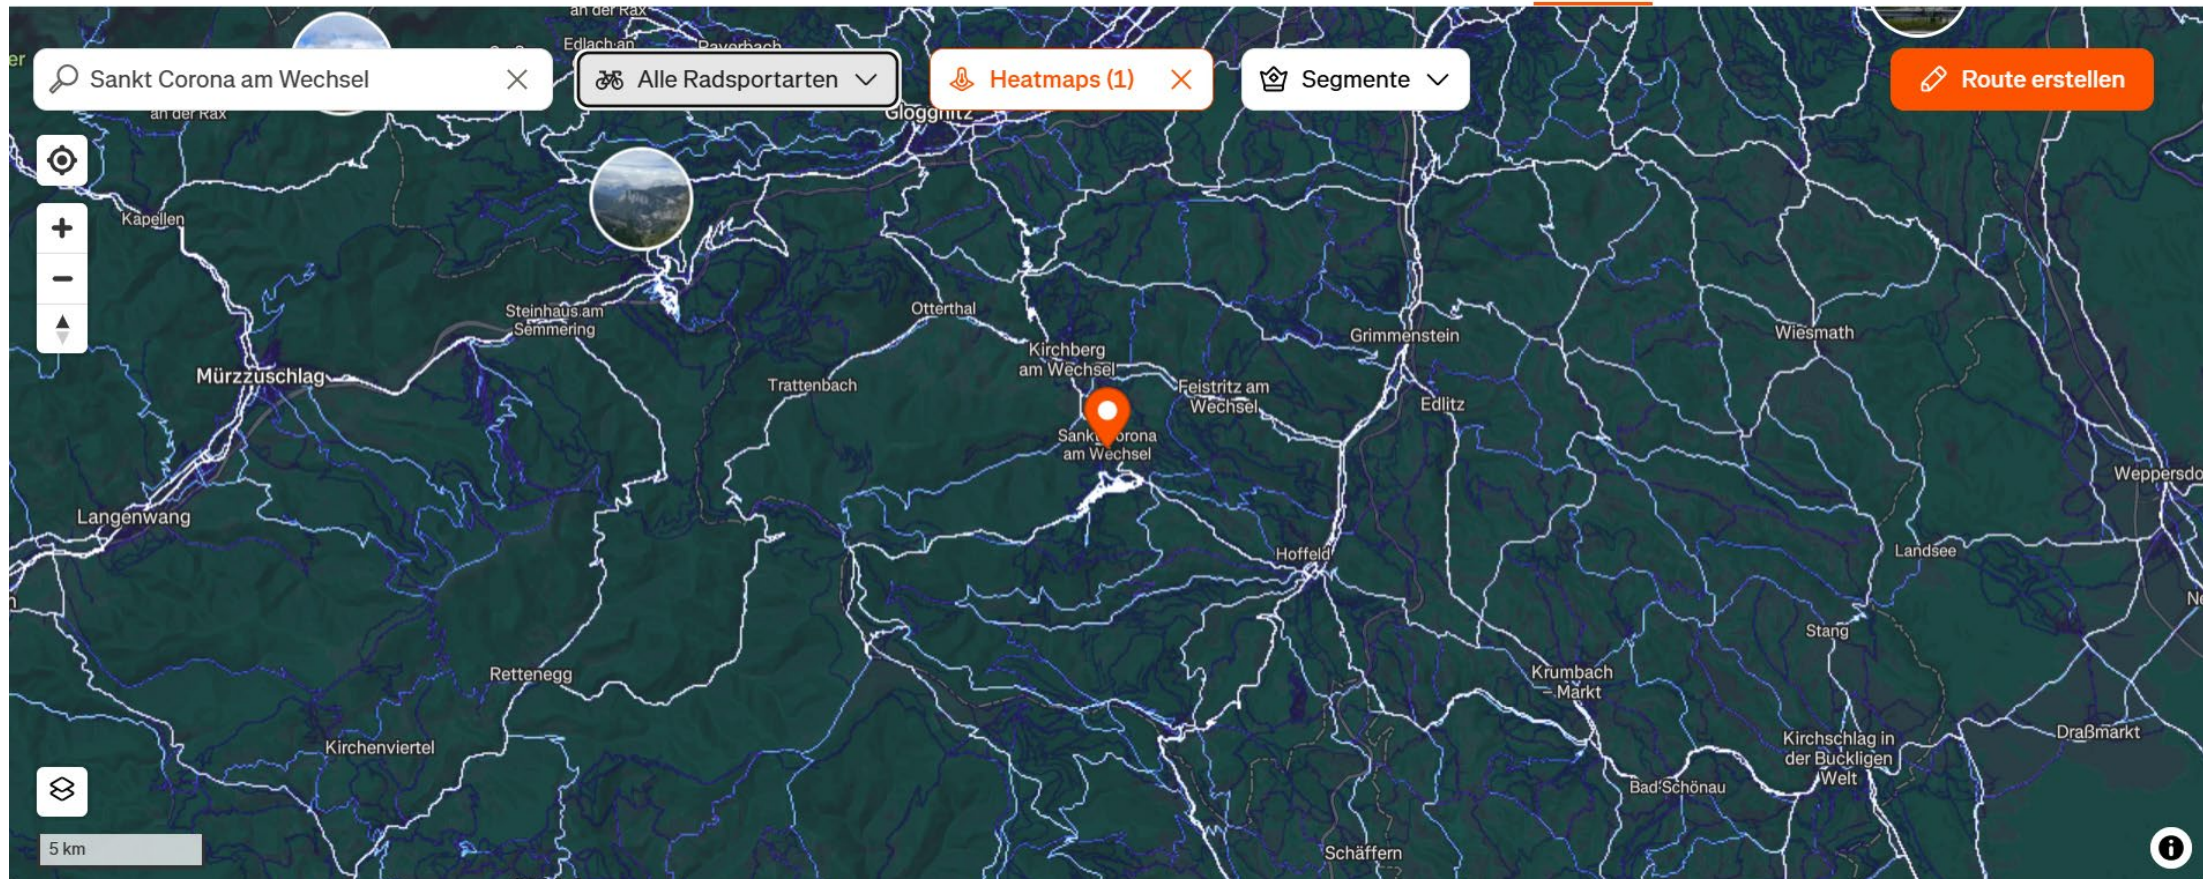 an der Rax
Edlach an
Payerbach
Sankt Corona am Wechsel
Alle Radsportarten
Heatmaps (1)
Segmente
Route erstellen
an der Rax
Gloggnitz
Kapellen
Steinhaus am
Semmering
Otterthal
Grimmenstein
Wiesmath
Kirchberg
am Wechsel
Mürzzuschlag
Trattenbach
Feistritz am
Wechsel
Edlitz
Sankt Corona
am Wechsel
Weppersdo
Langenwang
Hoffeld
Landsee
Ne
Stang
Rettenegg
Krumbach
– Markt
Kirchenviertel
Draßmarkt
Kirchschlag in
der Buckligen
Welt
Bad Schönau
5 km
Schäffern